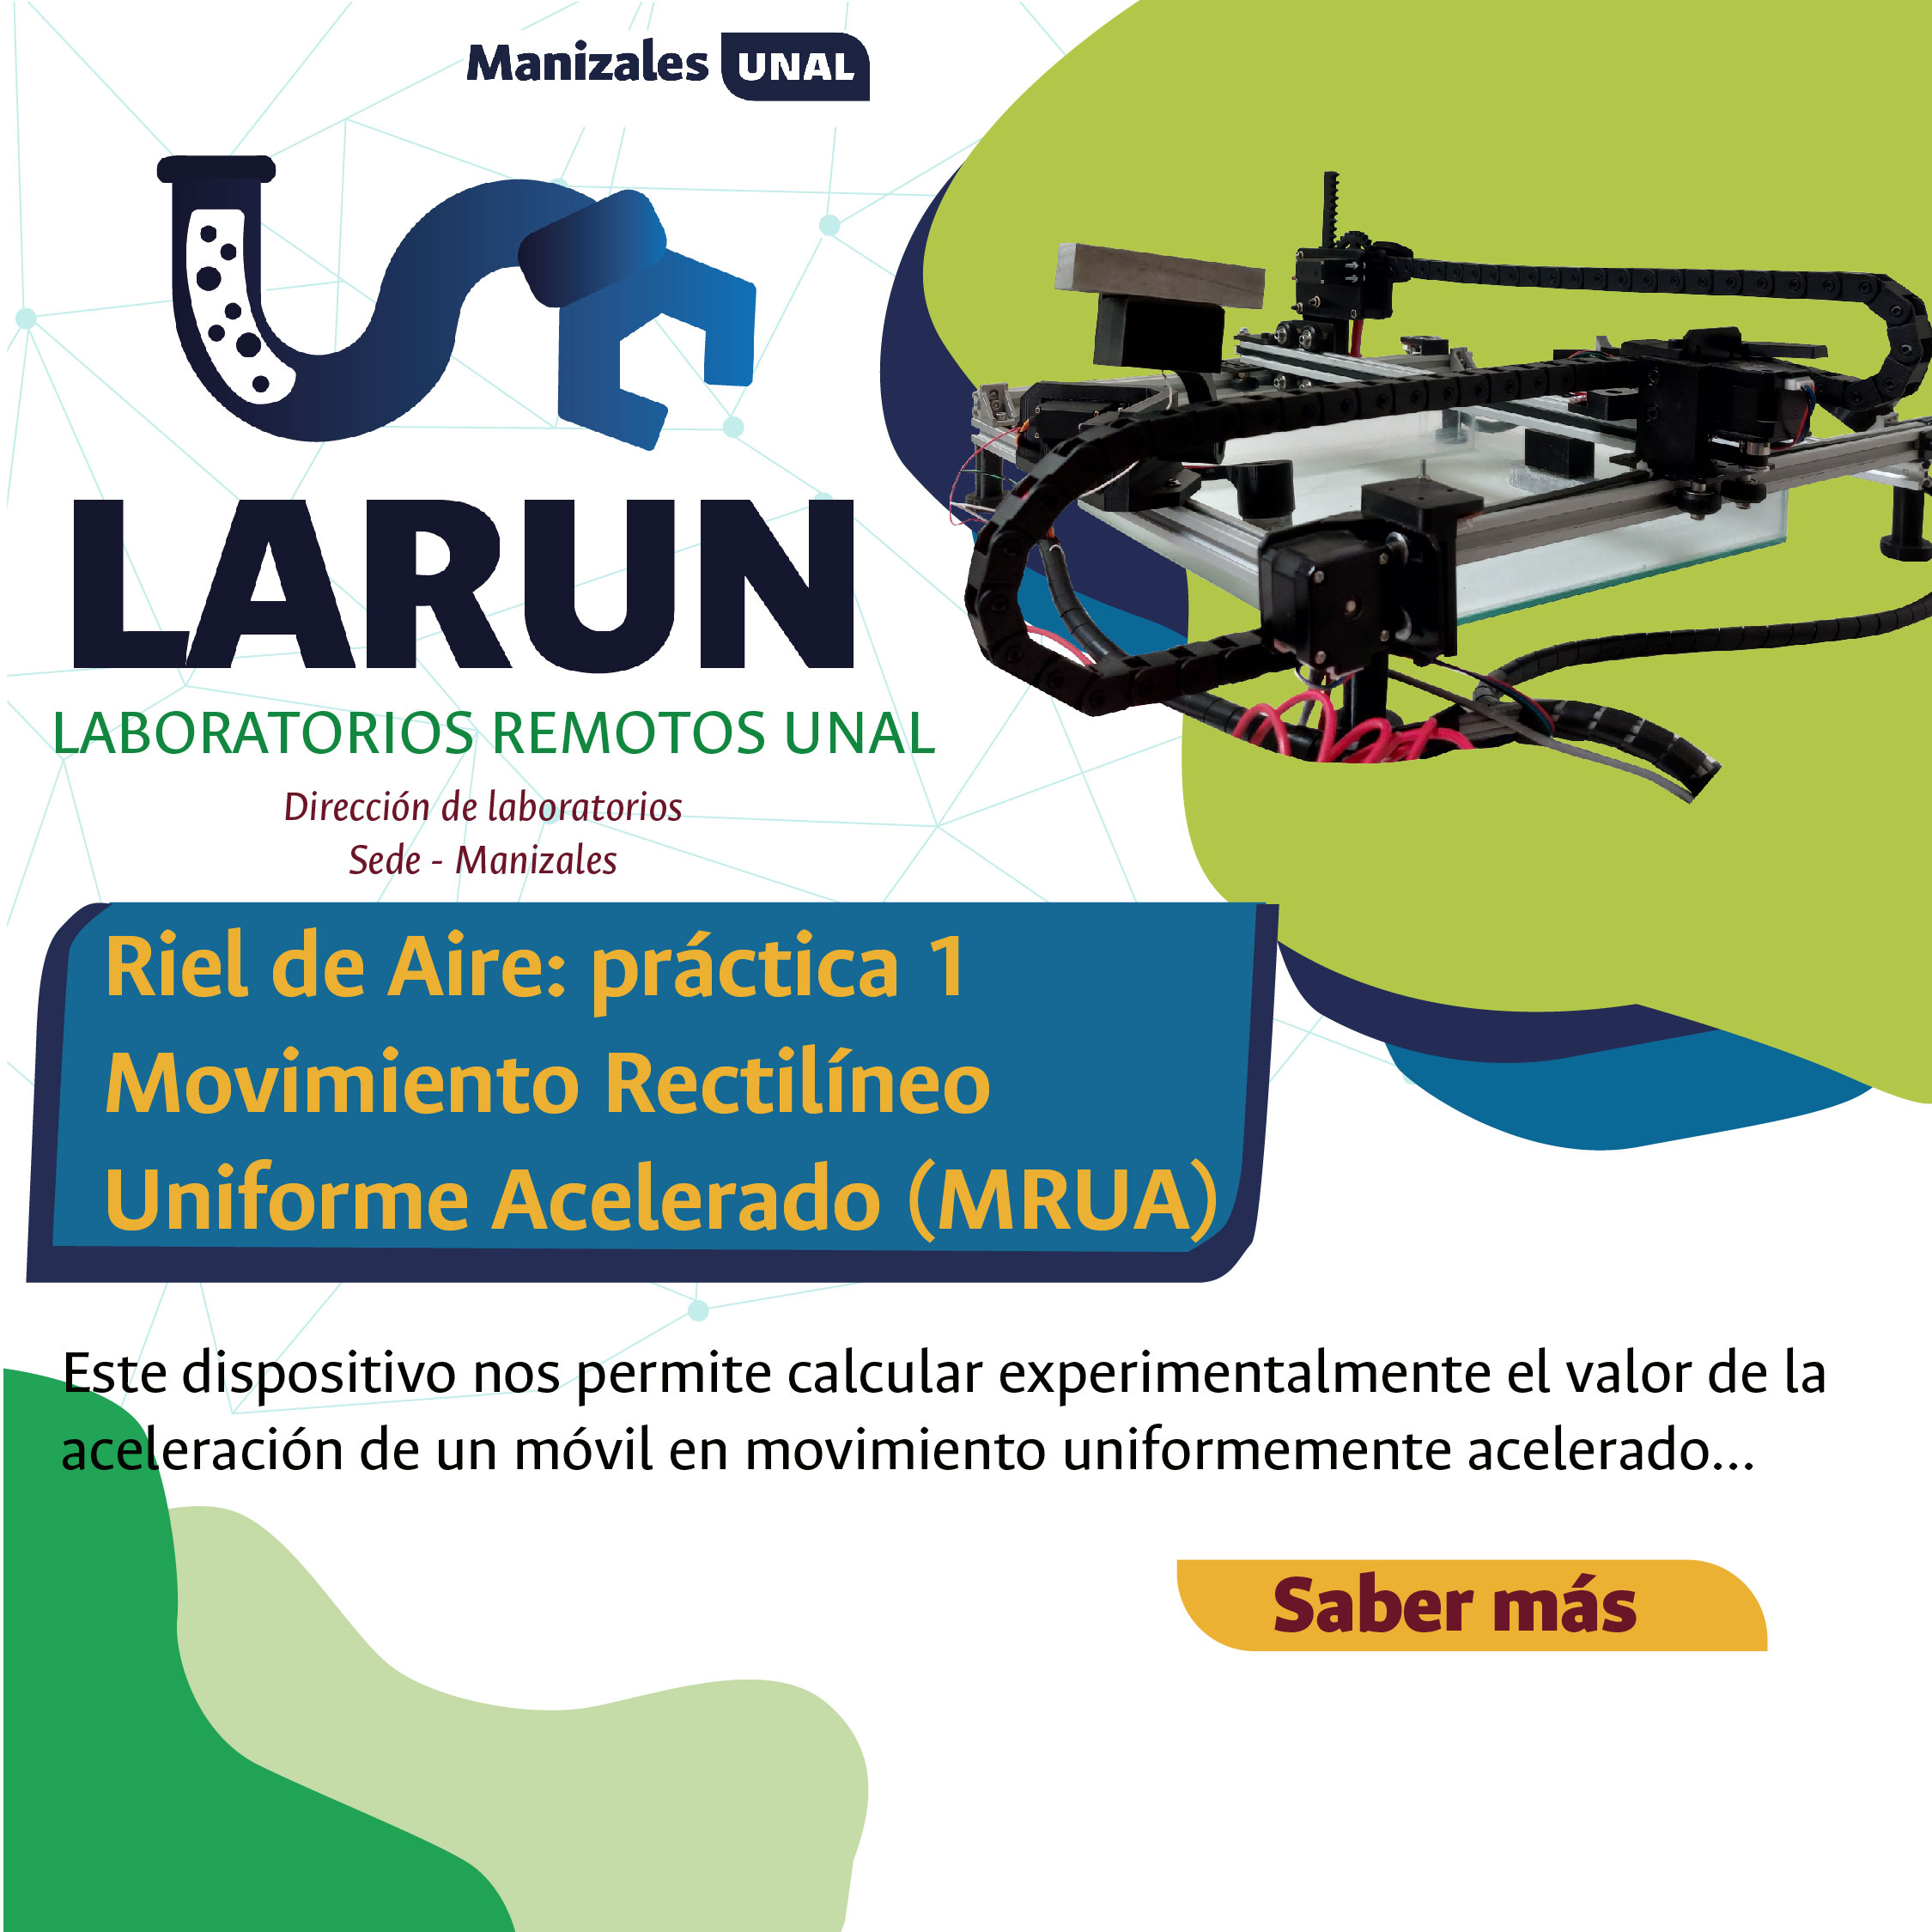 Manizales UNAL
LARUN
LABORATORIOS REMOTOS UNAL
Dirección de laboratorios
Sede - Manizales
Riel de Aire: práctica 1
Movimiento Rectilíneo
Uniforme Acelerado (MRUA)
Este dispositivo nos permite calcular experimentalmente el valor de la
aceleración de un móvil en movimiento uniformemente acelerado...
Saber más